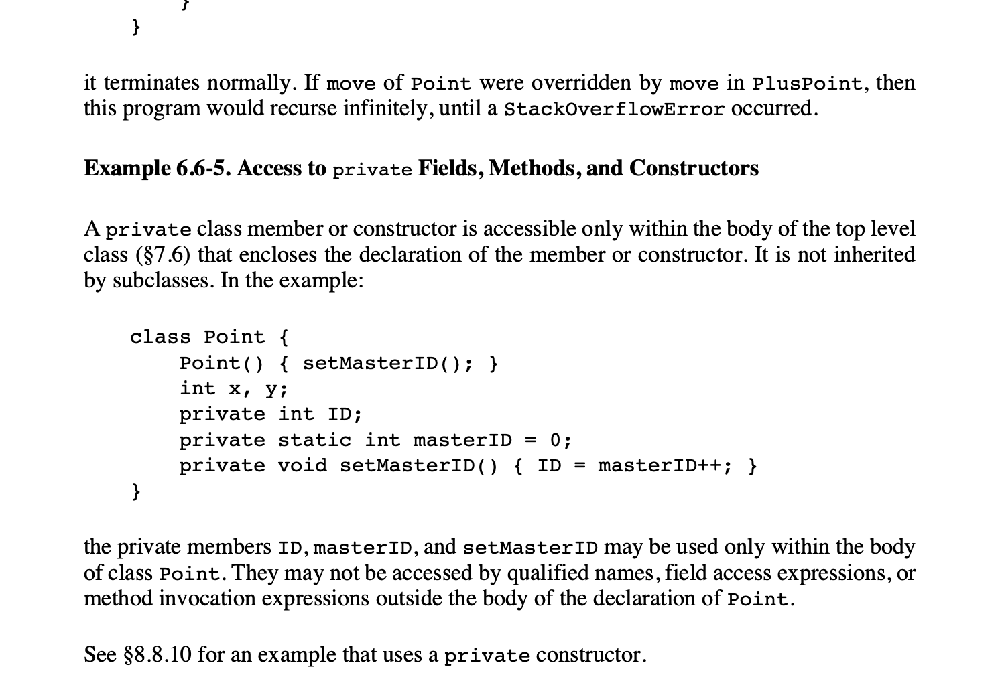 }
}
it terminates normally. If move of Point were overridden by move in PlusPoint, then
this program would recurse infinitely, until a StackOverflowError occurred.
Example 6.6-5. Access to private Fields, Methods, and Constructors
A private class member or constructor is accessible only within the body of the top level
class (§7.6) that encloses the declaration of the member or constructor. It is not inherited
by subclasses. In the example:
class Point {
Point() { setMasterID(); }
int x, y;
private int ID;
private static int masterID = 0;
private void setMasterID() { ID = masterID++; }
}
the private members ID, masterID, and setMasterID may be used only within the body
of class Point. They may not be accessed by qualified names, field access expressions, or
method invocation expressions outside the body of the declaration of Point.
See §8.8.10 for an example that uses a private constructor.